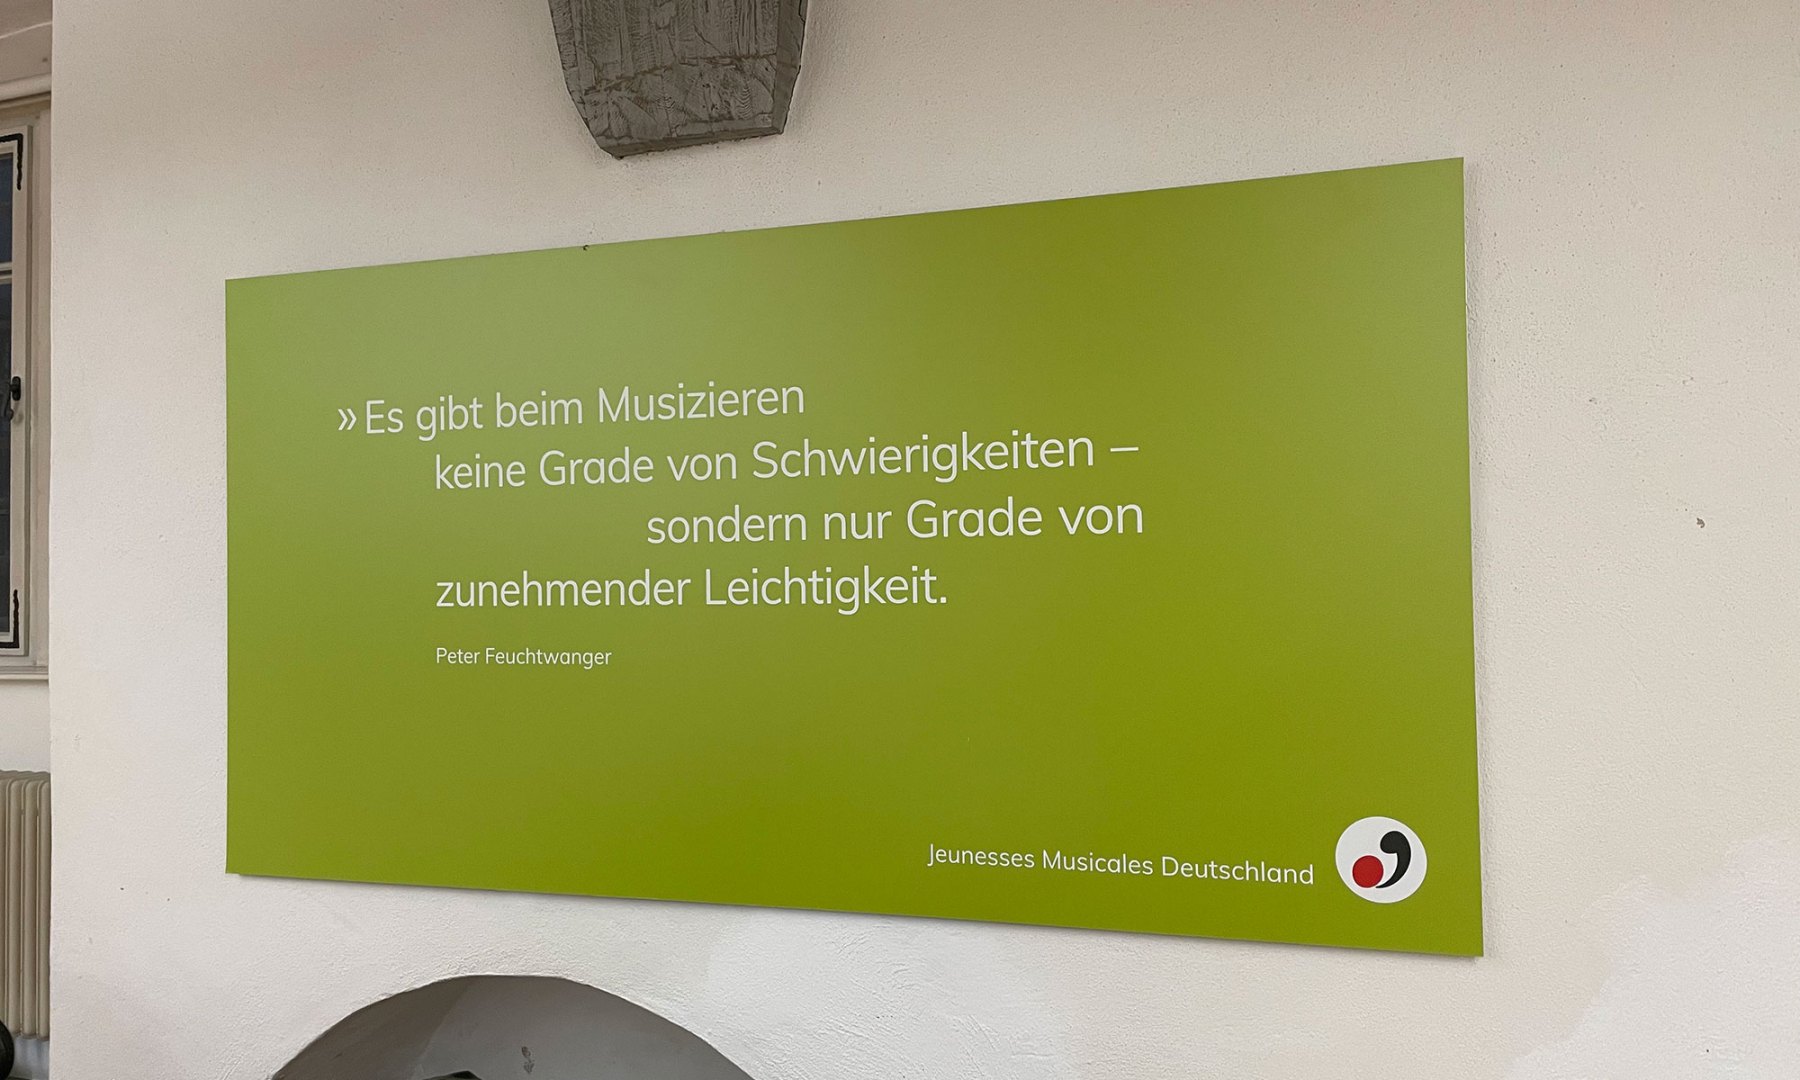 » Es gibt beim Musizieren
keine Grade von Schwierigkeiten –
sondern nur Grade von
zunehmender Leichtigkeit.
Peter Feuchtwanger
Jeunesses Musicales Deutschland